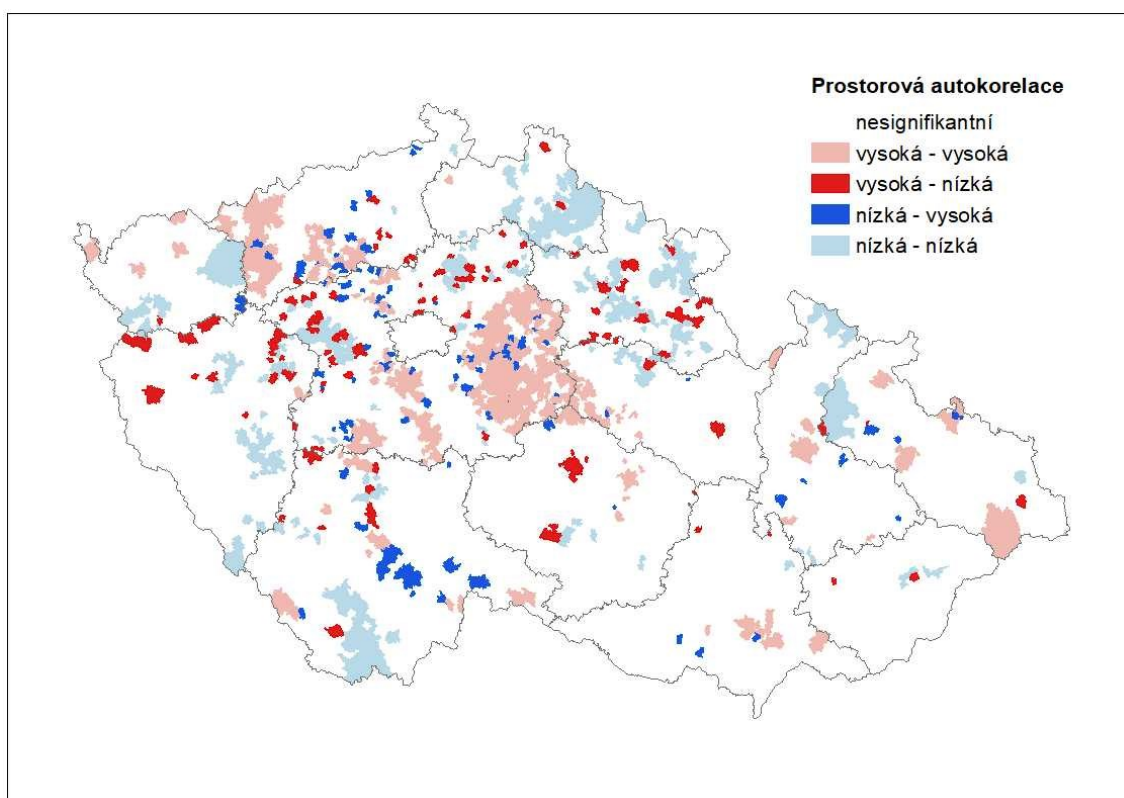 Prostorová autokorelace
nesignifikantní
vysoká - vysoká
vysoká - nízká
nízká - vysoká
nízká - nízká